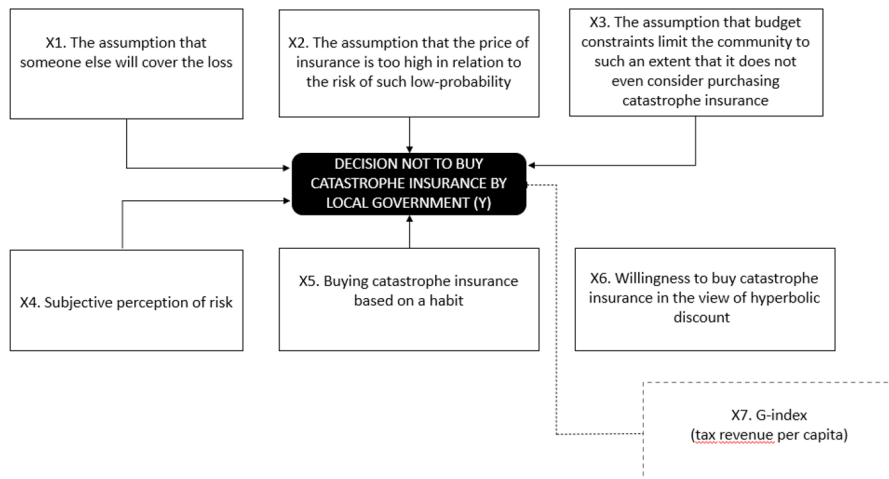 X1. The assumption that
someone else will cover the loss
X2. The assumption that the price of
insurance is too high in relation to
the risk of such low-probability
X3. The assumption that budget
constraints limit the community to
such an extent that it does not
even consider purchasing
catastrophe insurance
DECISION NOT TO BUY
CATASTROPHE INSURANCE BY
LOCAL GOVERNMENT (Y)
X4. Subjective perception of risk
X5. Buying catastrophe insurance
based on a habit
X6. Willingness to buy catastrophe
insurance in the view of hyperbolic
discount
X7. G-index
(tax revenue per capita)